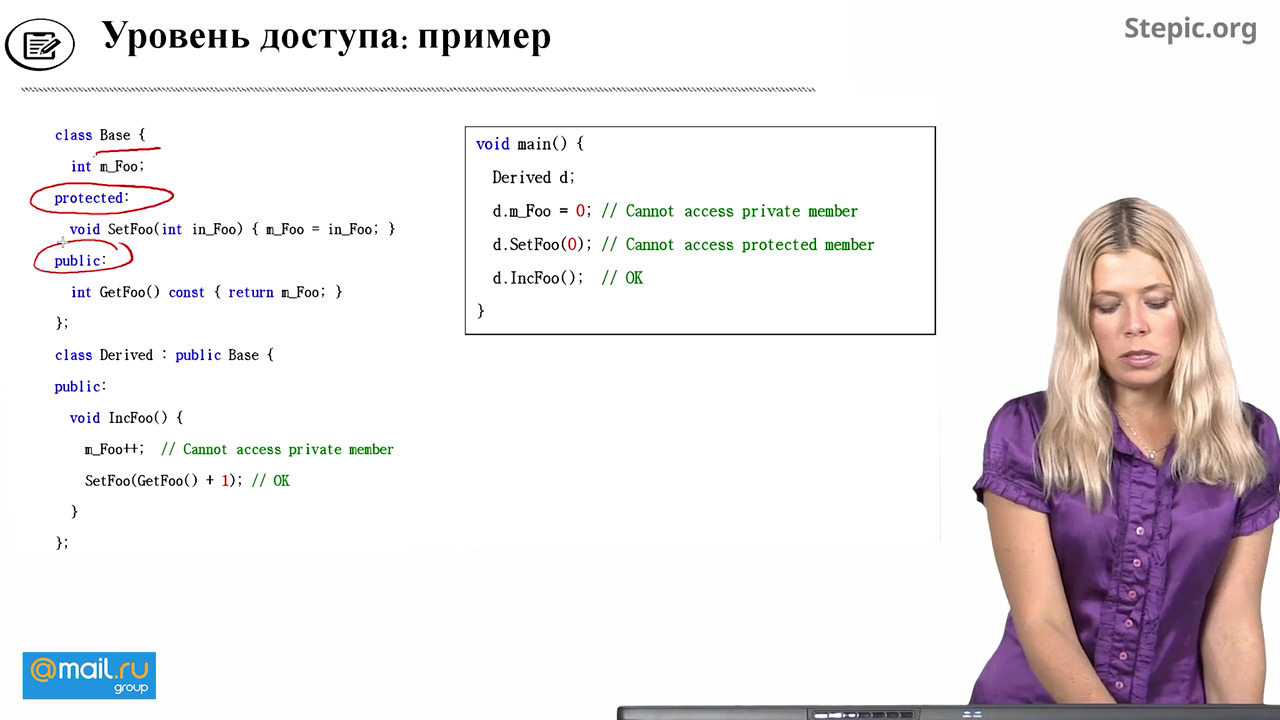 Уровень доступа: пример
Stepic.org
class Base {
int m_Foo;
protected:
void SetFoo(int in_Foo) { m_Foo = in_Foo; }
public:
int GetFoo() const { return m_Foo; }
};
class Derived : public Base {
public:
void IncFoo() {
m_Foo++; // Cannot access private member
SetFoo(GetFoo() + 1); // OK
}
};
void main() {
Derived d;
d.m_Foo = 0; // Cannot access private member
d.SetFoo(0); // Cannot access protected member
d.IncFoo(); // OK
}
@mail.ru
group